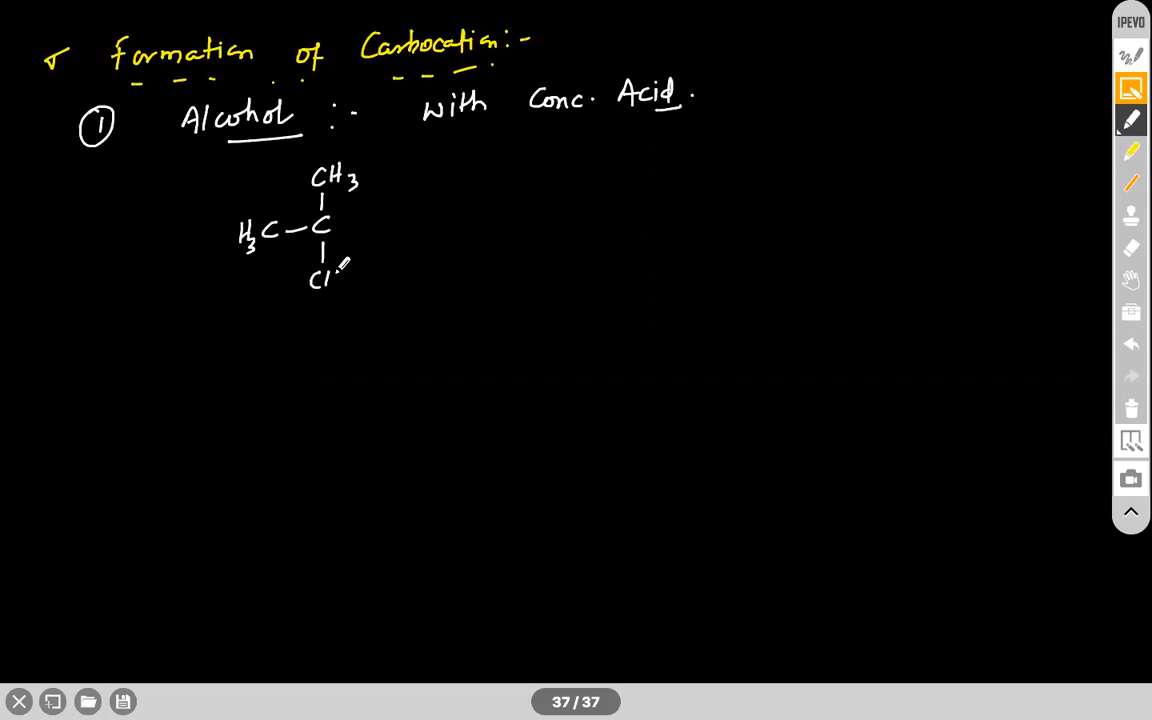 Formation of Carbocation:-
① Alcohol :- With Conc. Acid.
CH3
H3C – C
Cl
IPEVO
37 / 37